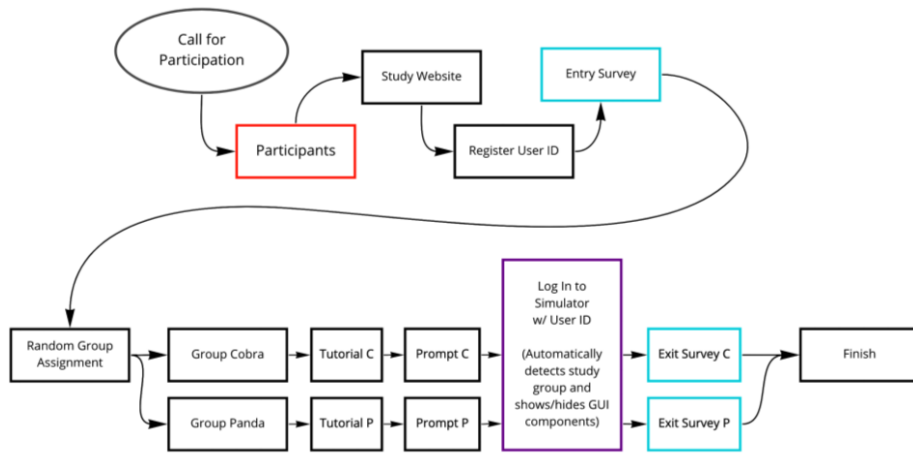 Call for
Participation
Study Website
Entry Survey
Participants
Register User ID
Random Group
Assignment
Group Cobra
Tutorial C
Prompt C
Log In to
Simulator
w/ User ID
(Automatically
detects study
group and
shows/hides GUI
components)
Exit Survey C
Finish
Group Panda
Tutorial P
Prompt P
Exit Survey P